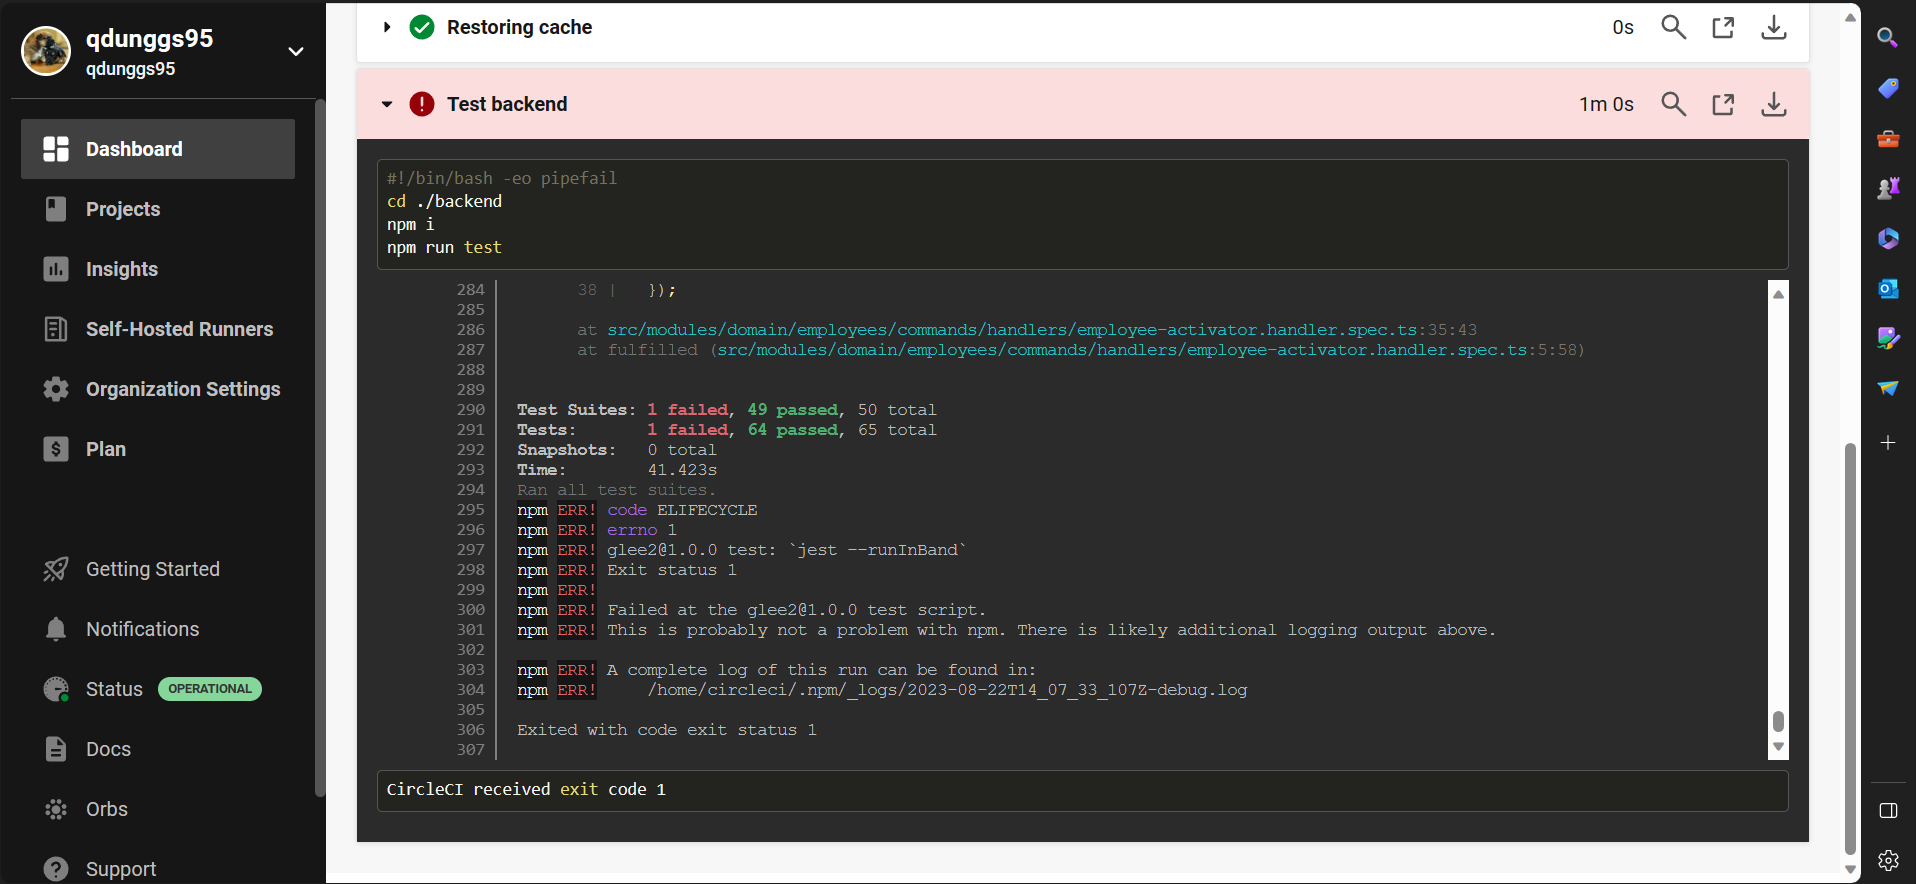 qdunggs95
qdunggs95
Dashboard
Projects
Insights
Self-Hosted Runners
Organization Settings
Plan
Getting Started
Notifications
Status OPERATIONAL
Docs
Orbs
Support
Restoring cache 0s
Test backend 1m 0s
#!/bin/bash -eo pipefail
cd ./backend
npm i
npm run test
284 38 | });
285
286 at src/modules/domain/employees/commands/handlers/employee-activator.handler.spec.ts:35:43
287 at fulfilled (src/modules/domain/employees/commands/handlers/employee-activator.handler.spec.ts:5:58)
288
289
290 Test Suites: 1 failed, 49 passed, 50 total
291 Tests: 1 failed, 64 passed, 65 total
292 Snapshots: 0 total
293 Time: 41.423s
294 Ran all test suites.
295 npm ERR! code ELIFECYCLE
296 npm ERR! errno 1
297 npm ERR! glee2@1.0.0 test: `jest --runInBand`
298 npm ERR! Exit status 1
299 npm ERR!
300 npm ERR! Failed at the glee2@1.0.0 test script.
301 npm ERR! This is probably not a problem with npm. There is likely additional logging output above.
302
303 npm ERR! A complete log of this run can be found in:
304 npm ERR! /home/circleci/.npm/_logs/2023-08-22T14_07_33_107Z-debug.log
305
306 Exited with code exit status 1
307
CircleCI received exit code 1